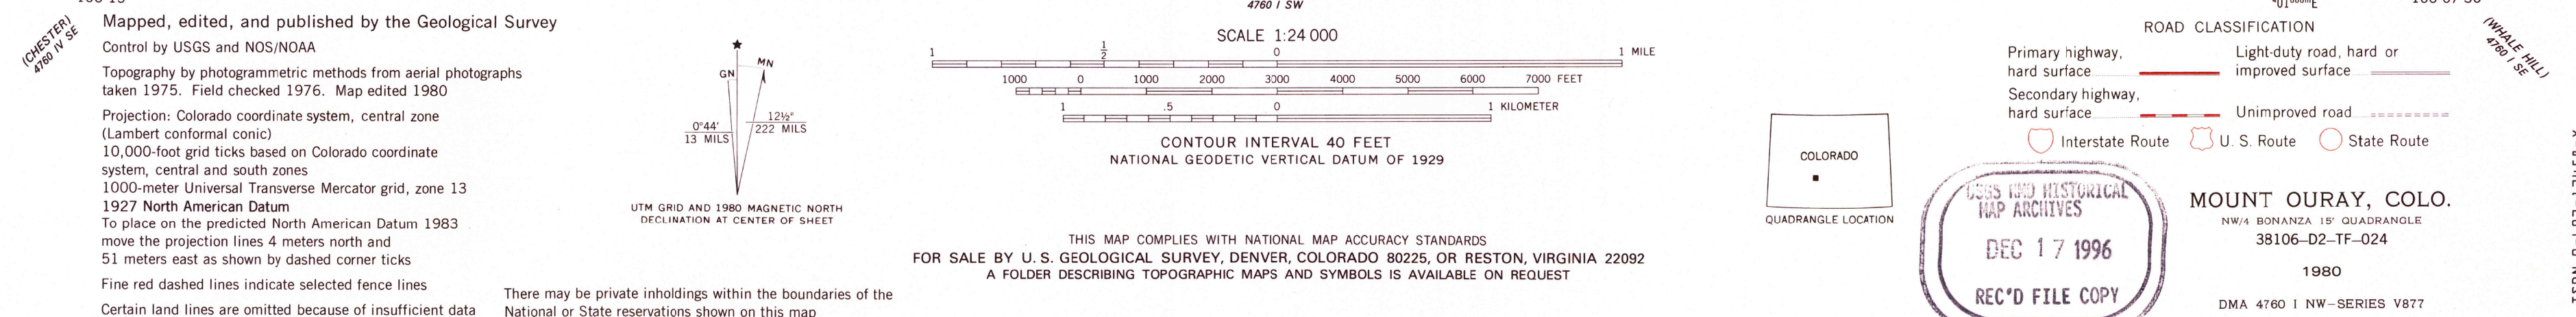 (CHESTER)
4760 IV SE
Mapped, edited, and published by the Geological Survey
Control by USGS and NOS/NOAA
Topography by photogrammetric methods from aerial photographs
taken 1975. Field checked 1976. Map edited 1980
Projection: Colorado coordinate system, central zone
(Lambert conformal conic)
10,000-foot grid ticks based on Colorado coordinate
system, central and south zones
1000-meter Universal Transverse Mercator grid, zone 13
1927 North American Datum
To place on the predicted North American Datum 1983
move the projection lines 4 meters north and
51 meters east as shown by dashed corner ticks
Fine red dashed lines indicate selected fence lines
Certain land lines are omitted because of insufficient data
There may be private inholdings within the boundaries of the
National or State reservations shown on this map
GN
MN
0°44'
13 MILS
12½°
222 MILS
UTM GRID AND 1980 MAGNETIC NORTH
DECLINATION AT CENTER OF SHEET
4760 I SW
SCALE 1:24 000
1 ½ 0 1 MILE
1000 0 1000 2000 3000 4000 5000 6000 7000 FEET
1 .5 0 1 KILOMETER
CONTOUR INTERVAL 40 FEET
NATIONAL GEODETIC VERTICAL DATUM OF 1929
THIS MAP COMPLIES WITH NATIONAL MAP ACCURACY STANDARDS
FOR SALE BY U. S. GEOLOGICAL SURVEY, DENVER, COLORADO 80225, OR RESTON, VIRGINIA 22092
A FOLDER DESCRIBING TOPOGRAPHIC MAPS AND SYMBOLS IS AVAILABLE ON REQUEST
COLORADO
QUADRANGLE LOCATION
ROAD CLASSIFICATION
Primary highway,
hard surface
Light-duty road, hard or
improved surface
Secondary highway,
hard surface
Unimproved road
Interstate Route
U. S. Route
State Route
(WHALE HILL)
4760 I SE
USGS NMD HISTORICAL
MAP ARCHIVES
DEC 17 1996
REC'D FILE COPY
MOUNT OURAY, COLO.
NW/4 BONANZA 15' QUADRANGLE
38106-D2-TF-024
1980
DMA 4760 I NW-SERIES V877